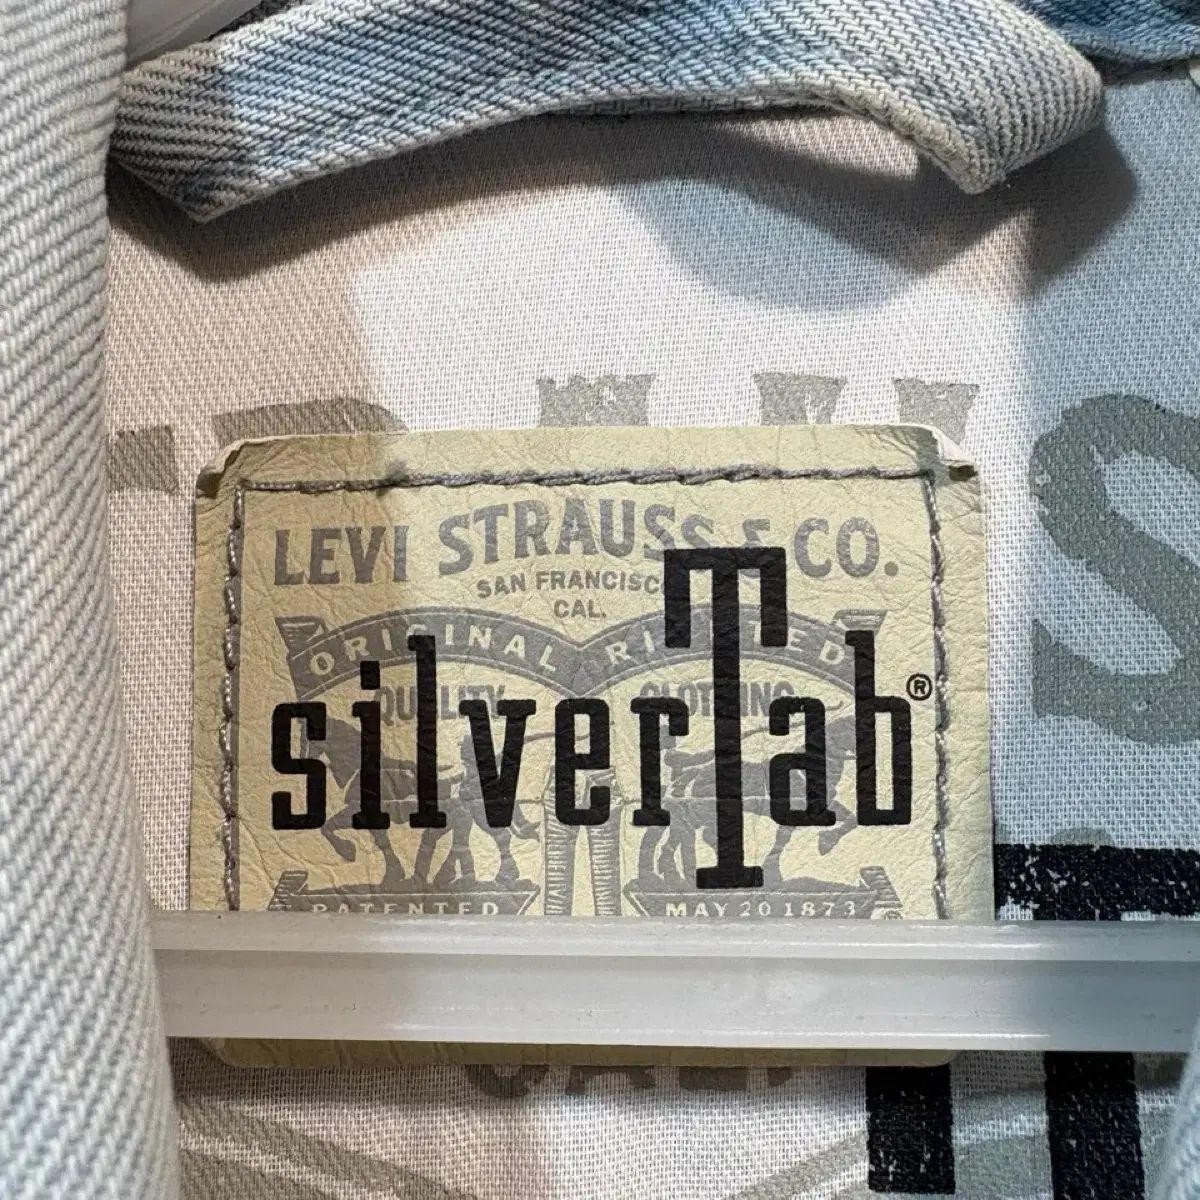 LEVI STRAUSS & CO.
SAN FRANCISCO
CAL.
ORIGINAL RIVETED
QUALITY CLOTHING
silverTab®
PATENTED MAY 20 1873